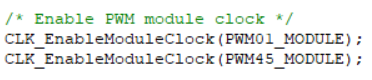 /* Enable PWM module clock */
CLK_EnableModuleClock(PWM01_MODULE);
CLK_EnableModuleClock(PWM45_MODULE);